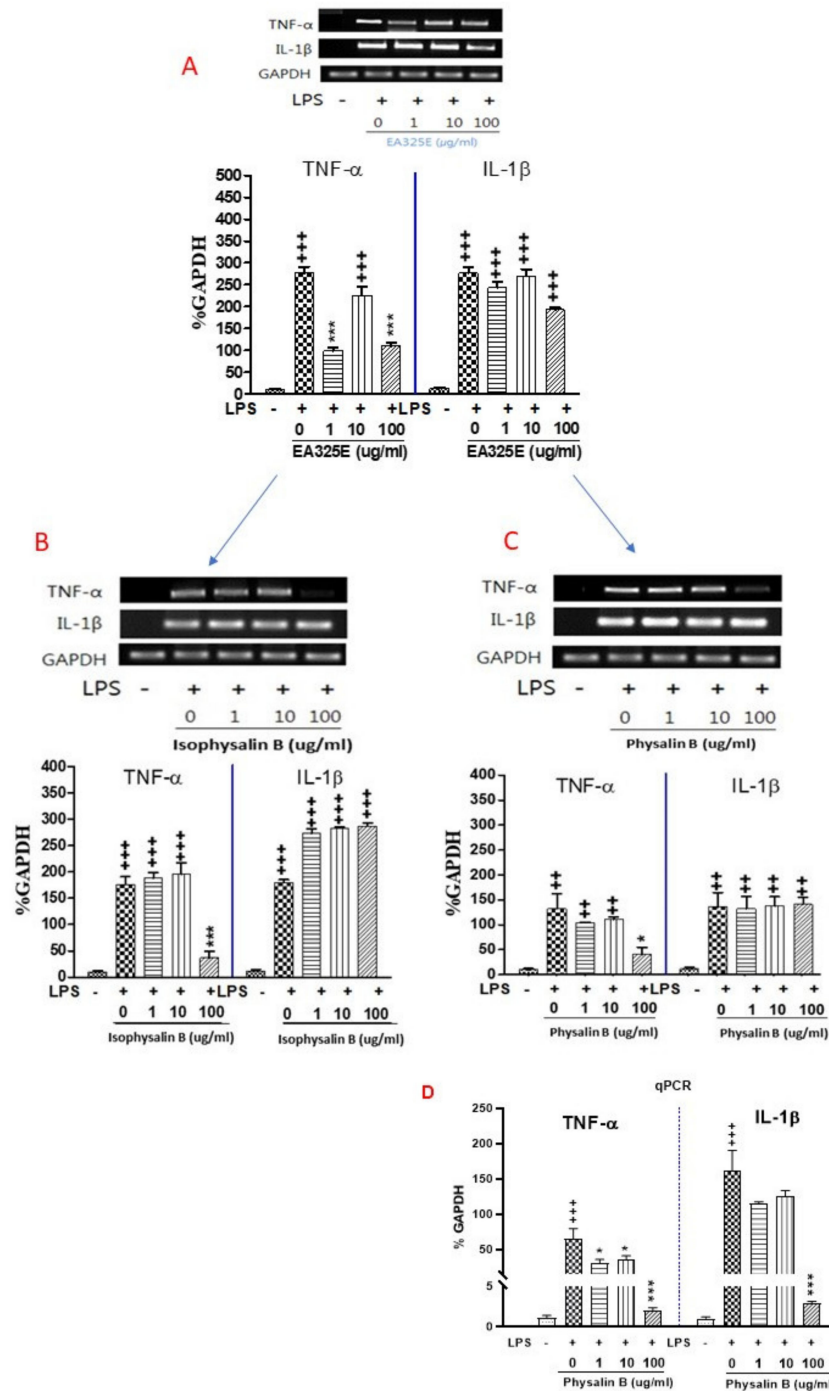 A
TNF-α
IL-1β
GAPDH
LPS - + + + +
0 1 10 100
EA325E (μg/ml)
TNF-α IL-1β
%GAPDH
500
450
400
350
300
250
200
150
100
50
0
+++ *** +++ *** +++ +++ +++ +++
LPS - + + + + LPS - + + + +
0 1 10 100 0 1 10 100
EA325E (ug/ml) EA325E (ug/ml)
B
TNF-α
IL-1β
GAPDH
LPS - + + + +
0 1 10 100
Isophysalin B (ug/ml)
TNF-α IL-1β
%GAPDH
400
350
300
250
200
150
100
50
0
+++ +++ +++ *** +++ +++ +++ +++
LPS - + + + + LPS - + + + +
0 1 10 100 0 1 10 100
Isophysalin B (ug/ml) Isophysalin B (ug/ml)
C
TNF-α
IL-1β
GAPDH
LPS - + + + +
0 1 10 100
Physalin B (ug/ml)
TNF-α IL-1β
%GAPDH
400
350
300
250
200
150
100
50
0
++ ++ ++ * ++ ++ ++ ++
LPS - + + + + LPS - + + + +
0 1 10 100 0 1 10 100
Physalin B (ug/ml) Physalin B (ug/ml)
D
qPCR
TNF-α IL-1β
% GAPDH
250
200
150
100
50
5
0
+++ * * *** +++ ***
LPS - + + + + LPS - + + + +
0 1 10 100 0 1 10 100
Physalin B (ug/ml) Physalin B (ug/ml)